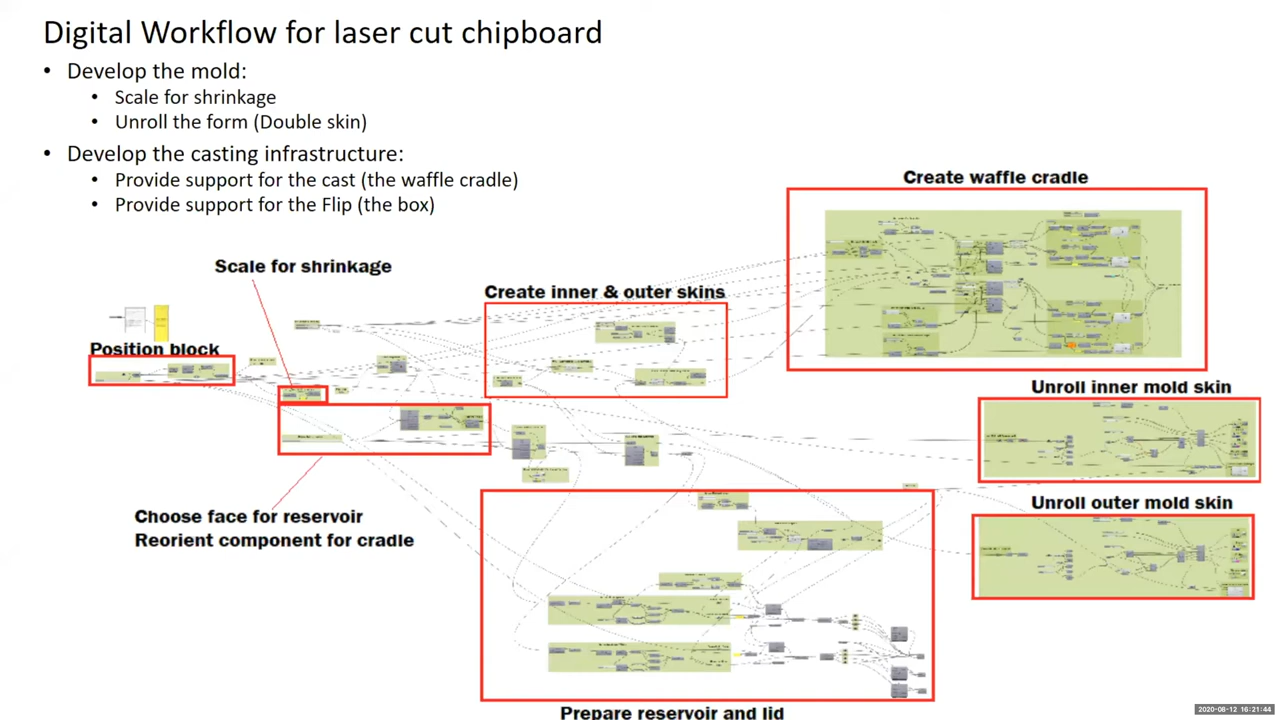 Digital Workflow for laser cut chipboard
• Develop the mold:
• Scale for shrinkage
• Unroll the form (Double skin)
• Develop the casting infrastructure:
• Provide support for the cast (the waffle cradle)
• Provide support for the Flip (the box)
Create waffle cradle
Scale for shrinkage
Create inner & outer skins
Position block
Unroll inner mold skin
Unroll outer mold skin
Choose face for reservoir
Reorient component for cradle
Prepare reservoir and lid
2020-08-12 16:21:44